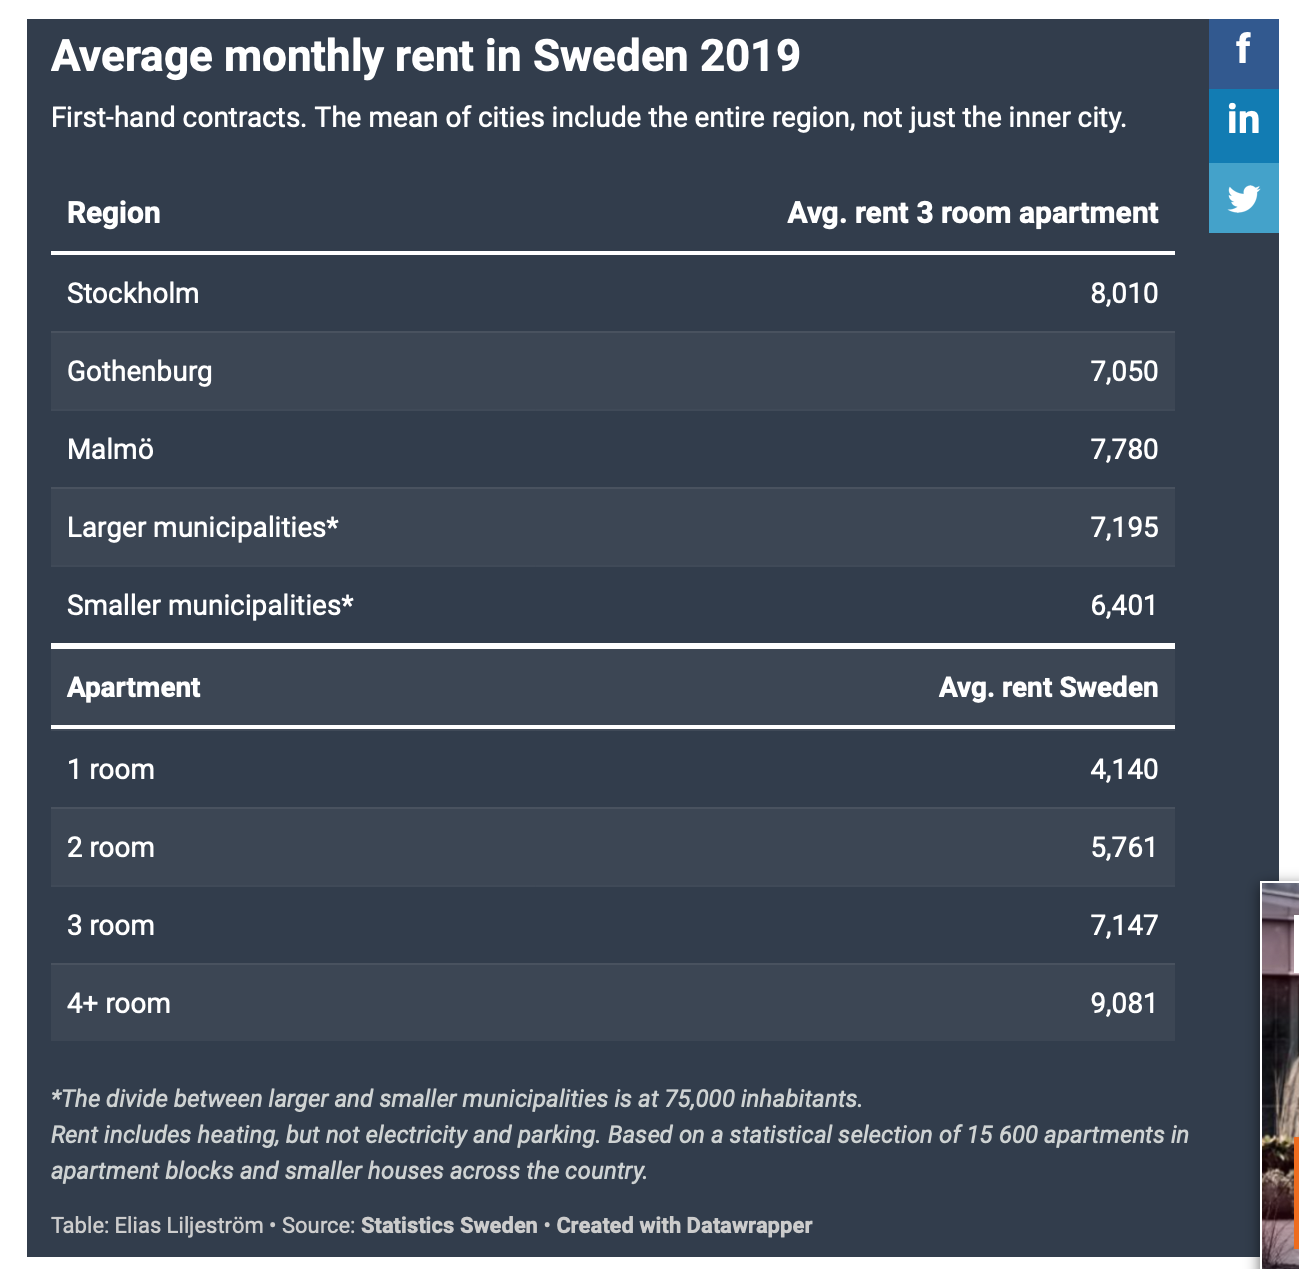 Average monthly rent in Sweden 2019
First-hand contracts. The mean of cities include the entire region, not just the inner city.
Region Avg. rent 3 room apartment
Stockholm 8,010
Gothenburg 7,050
Malmö 7,780
Larger municipalities* 7,195
Smaller municipalities* 6,401
Apartment Avg. rent Sweden
1 room 4,140
2 room 5,761
3 room 7,147
4+ room 9,081
*The divide between larger and smaller municipalities is at 75,000 inhabitants.
Rent includes heating, but not electricity and parking. Based on a statistical selection of 15 600 apartments in
apartment blocks and smaller houses across the country.
Table: Elias Liljeström • Source: Statistics Sweden • Created with Datawrapper
f
in